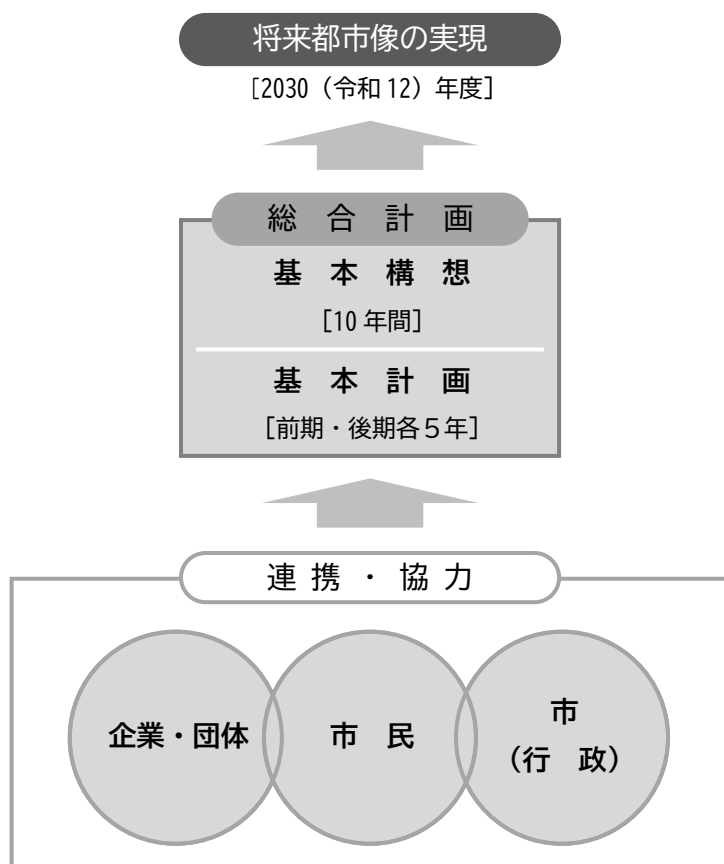 将来都市像の実現
［2030（令和 12）年度］
総合計画
基本構想
［10 年間］
基本計画
［前期・後期各５年］
連携・協力
企業・団体
市民
市
（行政）